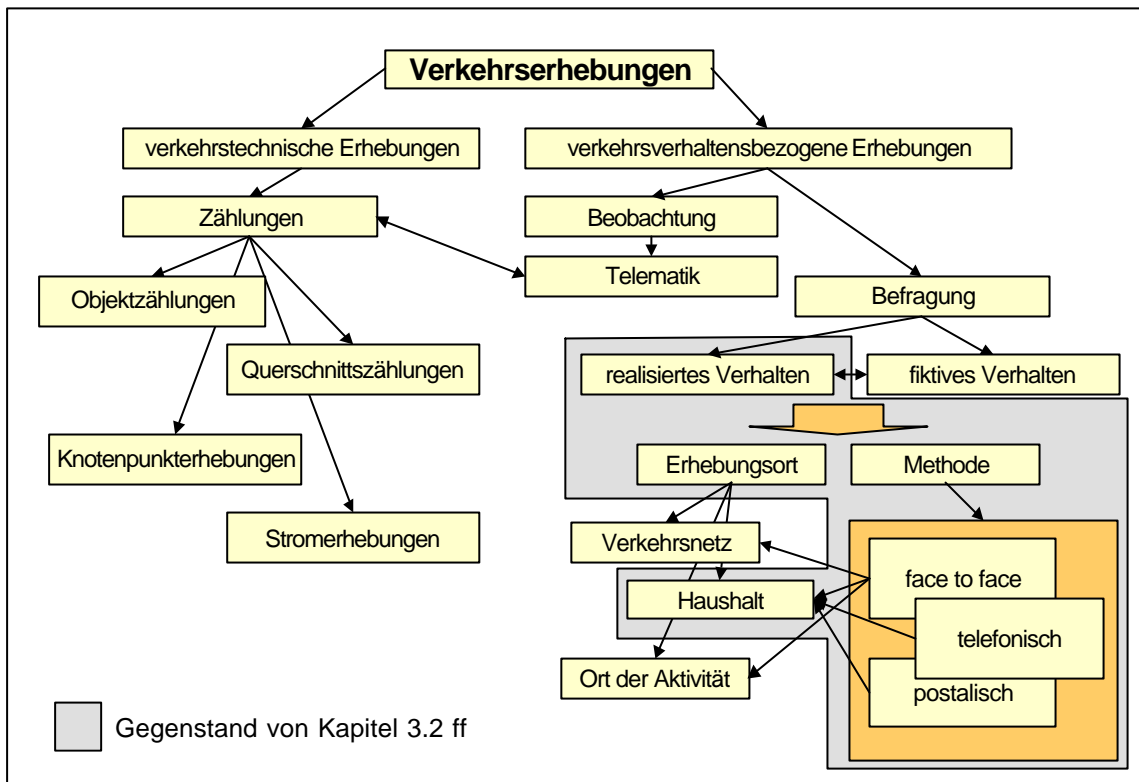 Verkehrserhebungen
verkehrstechnische Erhebungen
verkehrsverhaltensbezogene Erhebungen
Zählungen
Beobachtung
Telematik
Objektzählungen
Befragung
Querschnittszählungen
realisiertes Verhalten
fiktives Verhalten
Knotenpunkterhebungen
Erhebungsort
Methode
Stromerhebungen
Verkehrsnetz
face to face
Haushalt
telefonisch
Ort der Aktivität
postalisch
Gegenstand von Kapitel 3.2 ff